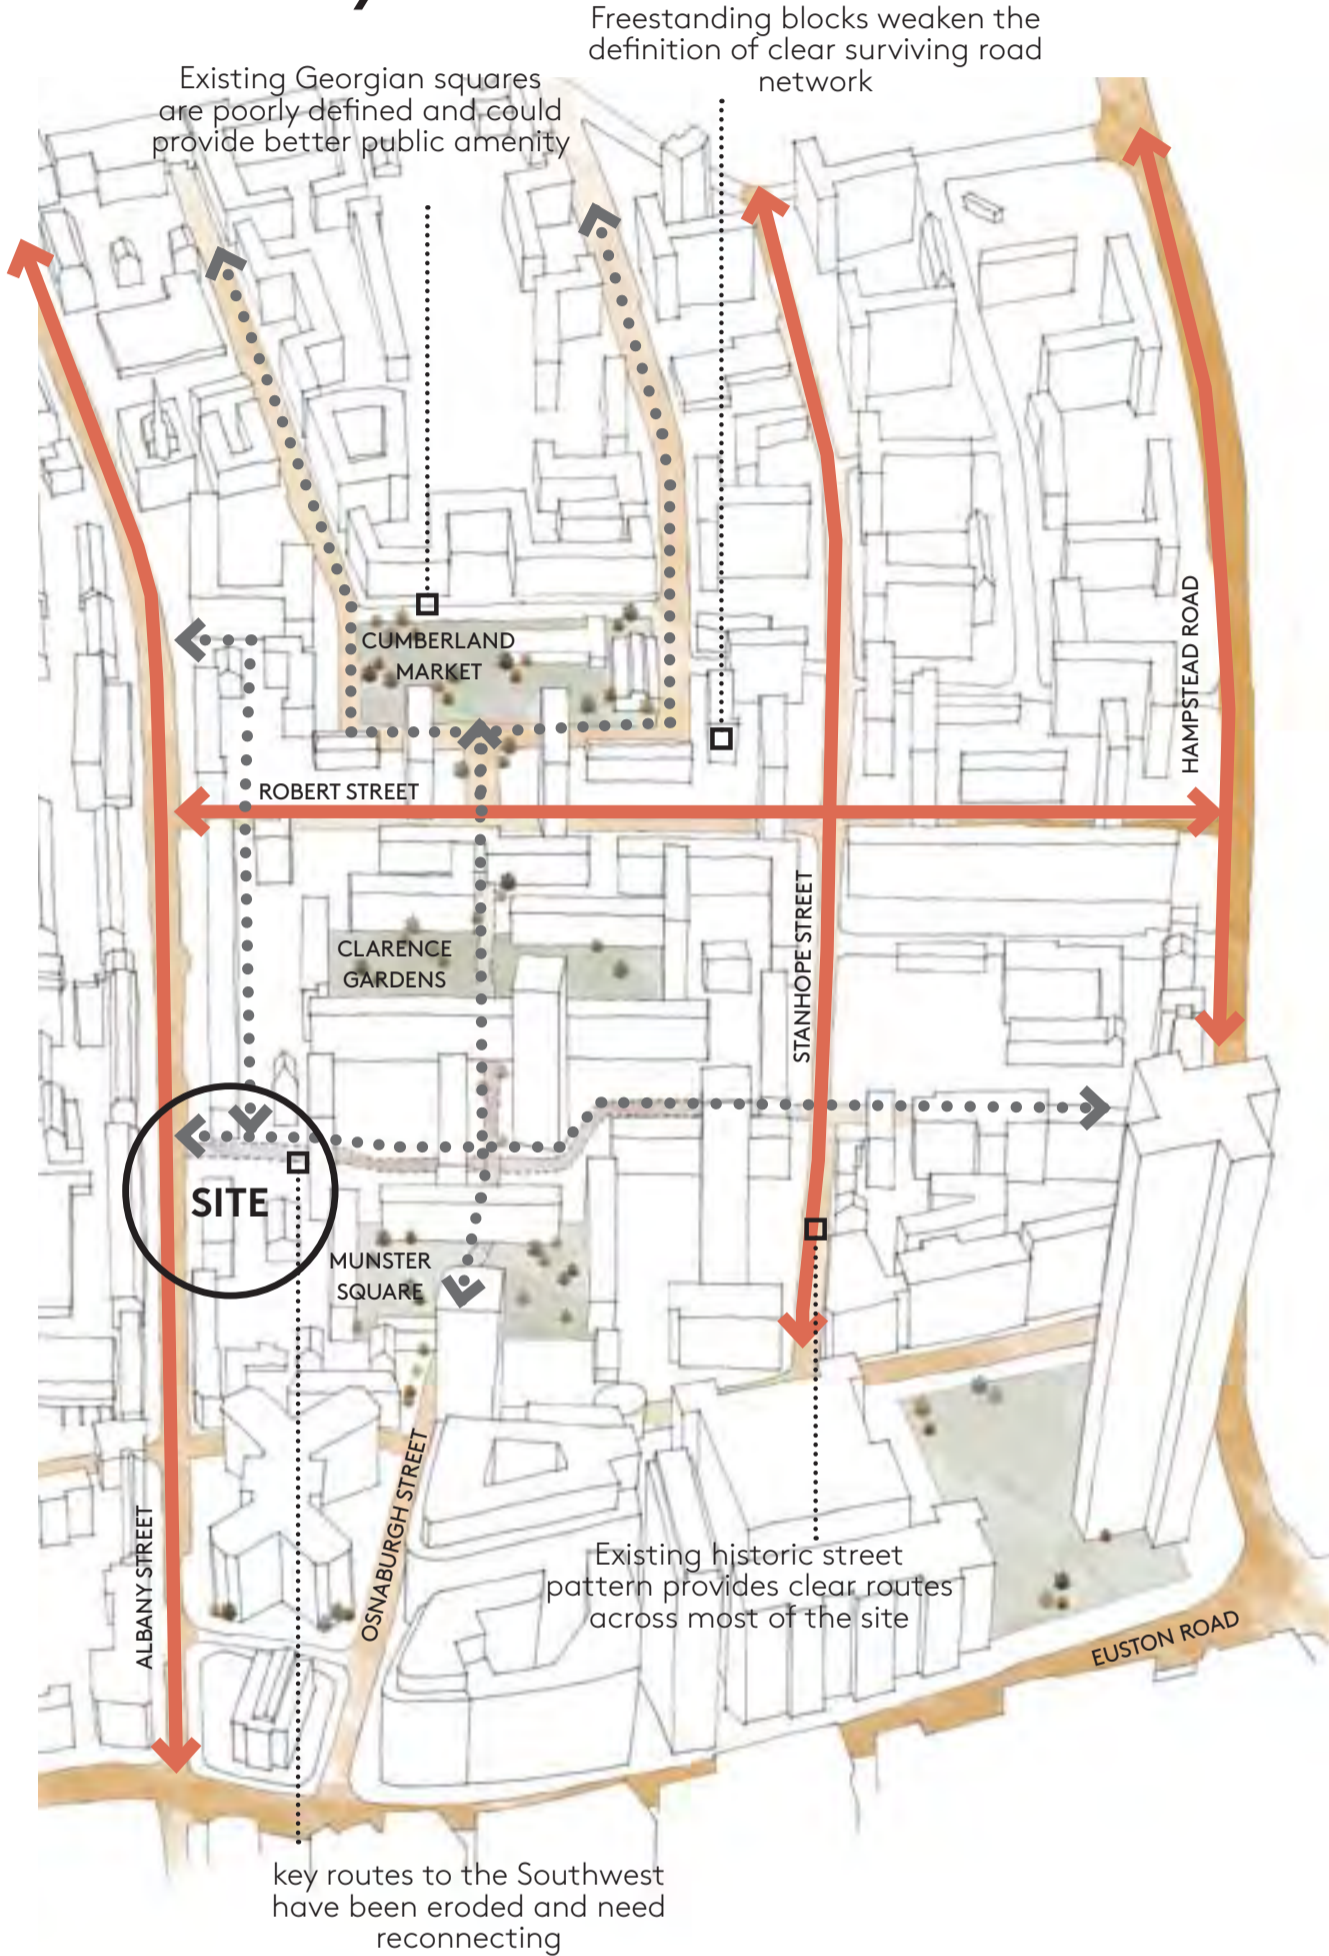 Freestanding blocks weaken the
definition of clear surviving road
network
Existing Georgian squares
are poorly defined and could
provide better public amenity
CUMBERLAND
MARKET
HAMPSTEAD ROAD
ROBERT STREET
STANHOPE STREET
CLARENCE
GARDENS
SITE
MUNSTER
SQUARE
OSNABURGH STREET
ALBANY STREET
Existing historic street
pattern provides clear routes
across most of the site
EUSTON ROAD
key routes to the Southwest
have been eroded and need
reconnecting